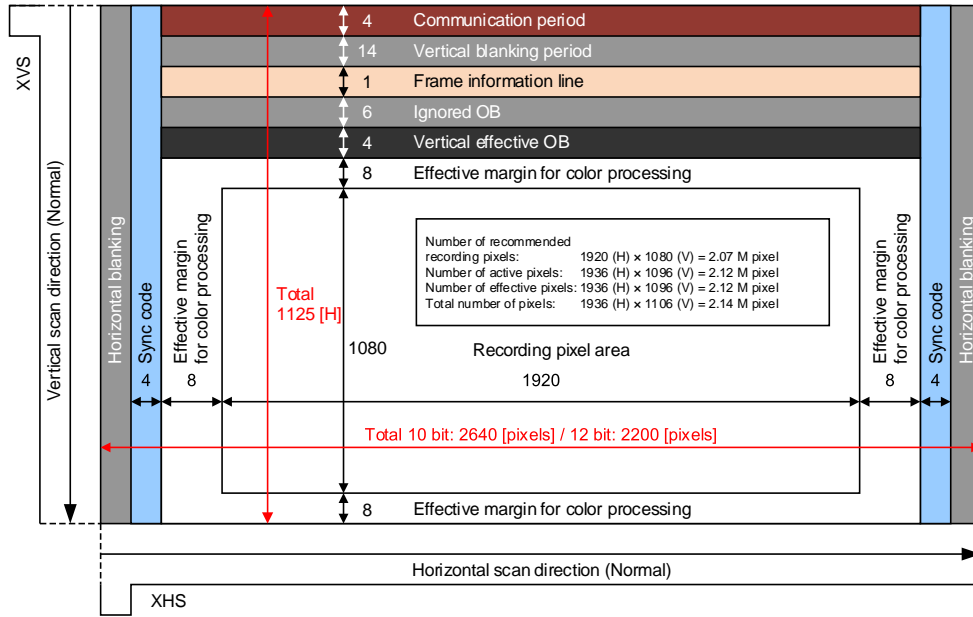 XVS
Vertical scan direction (Normal)
4 Communication period
14 Vertical blanking period
1 Frame information line
6 Ignored OB
4 Vertical effective OB
8 Effective margin for color processing
Horizontal blanking
Sync code
4
Effective margin
for color processing
8
Total
1125 [H]
1080
Number of recommended
recording pixels: 1920 (H) × 1080 (V) = 2.07 M pixel
Number of active pixels: 1936 (H) × 1096 (V) = 2.12 M pixel
Number of effective pixels: 1936 (H) × 1096 (V) = 2.12 M pixel
Total number of pixels: 1936 (H) × 1106 (V) = 2.14 M pixel
Recording pixel area
1920
Effective margin
for color processing
8
Sync code
4
Horizontal blanking
Total 10 bit: 2640 [pixels] / 12 bit: 2200 [pixels]
8 Effective margin for color processing
Horizontal scan direction (Normal)
XHS